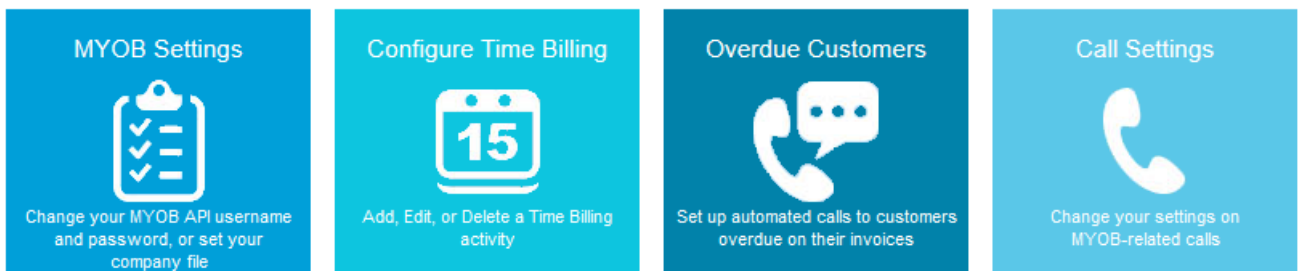 MYOB Settings
Change your MYOB API username
and password, or set your
company file
Configure Time Billing
15
Add, Edit, or Delete a Time Billing
activity
Overdue Customers
Set up automated calls to customers
overdue on their invoices
Call Settings
Change your settings on
MYOB-related calls